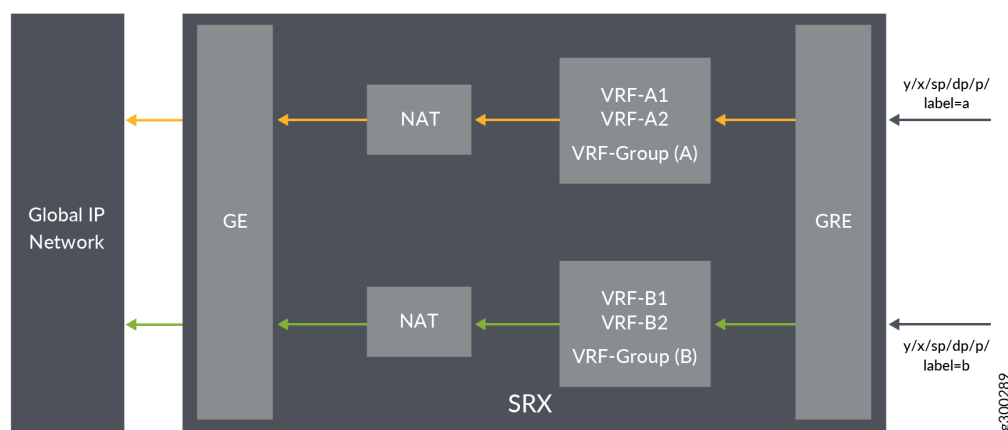 Global IP
Network
GE
NAT
VRF-A1
VRF-A2
VRF-Group (A)
NAT
VRF-B1
VRF-B2
VRF-Group (B)
GRE
SRX
y/x/sp/dp/p/
label=a
y/x/sp/dp/p/
label=b
g300289